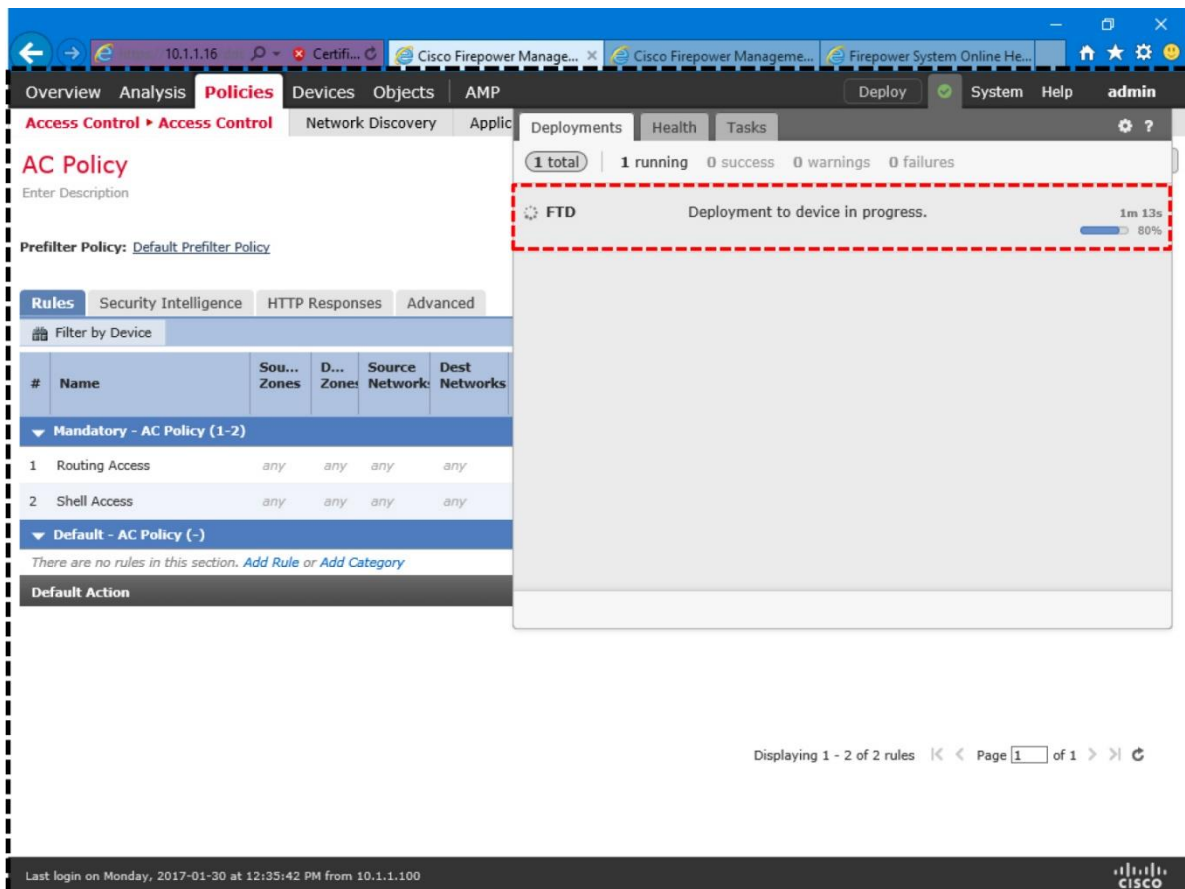 10.1.1.16 Certifi... Cisco Firepower Manage... Cisco Firepower Manageme... Firepower System Online He...
Overview Analysis Policies Devices Objects AMP Deploy System Help admin
Access Control ▸ Access Control Network Discovery Applic
Deployments Health Tasks ?
AC Policy
1 total 1 running 0 success 0 warnings 0 failures
Enter Description
FTD Deployment to device in progress. 1m 13s
80%
Prefilter Policy: Default Prefilter Policy
Rules Security Intelligence HTTP Responses Advanced
Filter by Device
# Name Sou... Zones D... Zones Source Networks Dest Networks
Mandatory - AC Policy (1-2)
1 Routing Access any any any any
2 Shell Access any any any any
Default - AC Policy (-)
There are no rules in this section. Add Rule or Add Category
Default Action
Displaying 1 - 2 of 2 rules |< < Page 1 of 1 > >|
Last login on Monday, 2017-01-30 at 12:35:42 PM from 10.1.1.100
CISCO